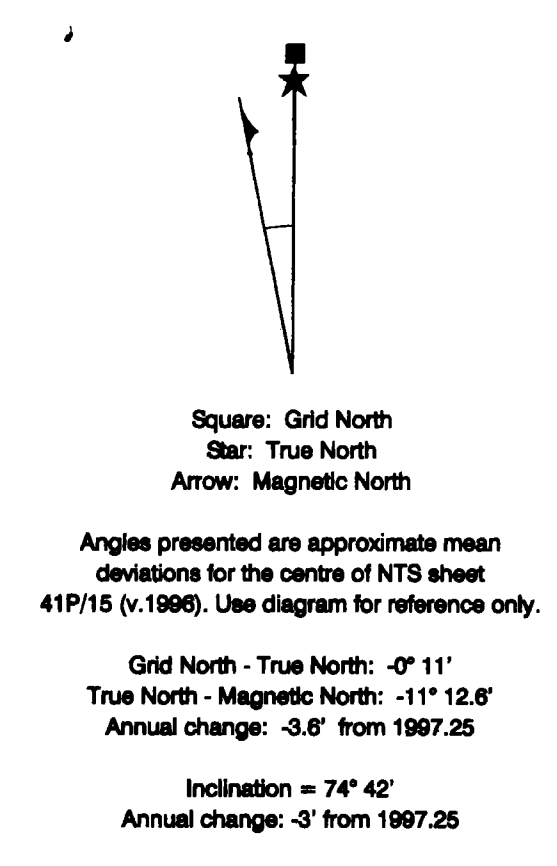 Square: Grid North
Star: True North
Arrow: Magnetic North
Angles presented are approximate mean
deviations for the centre of NTS sheet
41P/15 (v.1996). Use diagram for reference only.
Grid North - True North: -0° 11'
True North - Magnetic North: -11° 12.6'
Annual change: -3.6' from 1997.25
Inclination = 74° 42'
Annual change: -3' from 1997.25